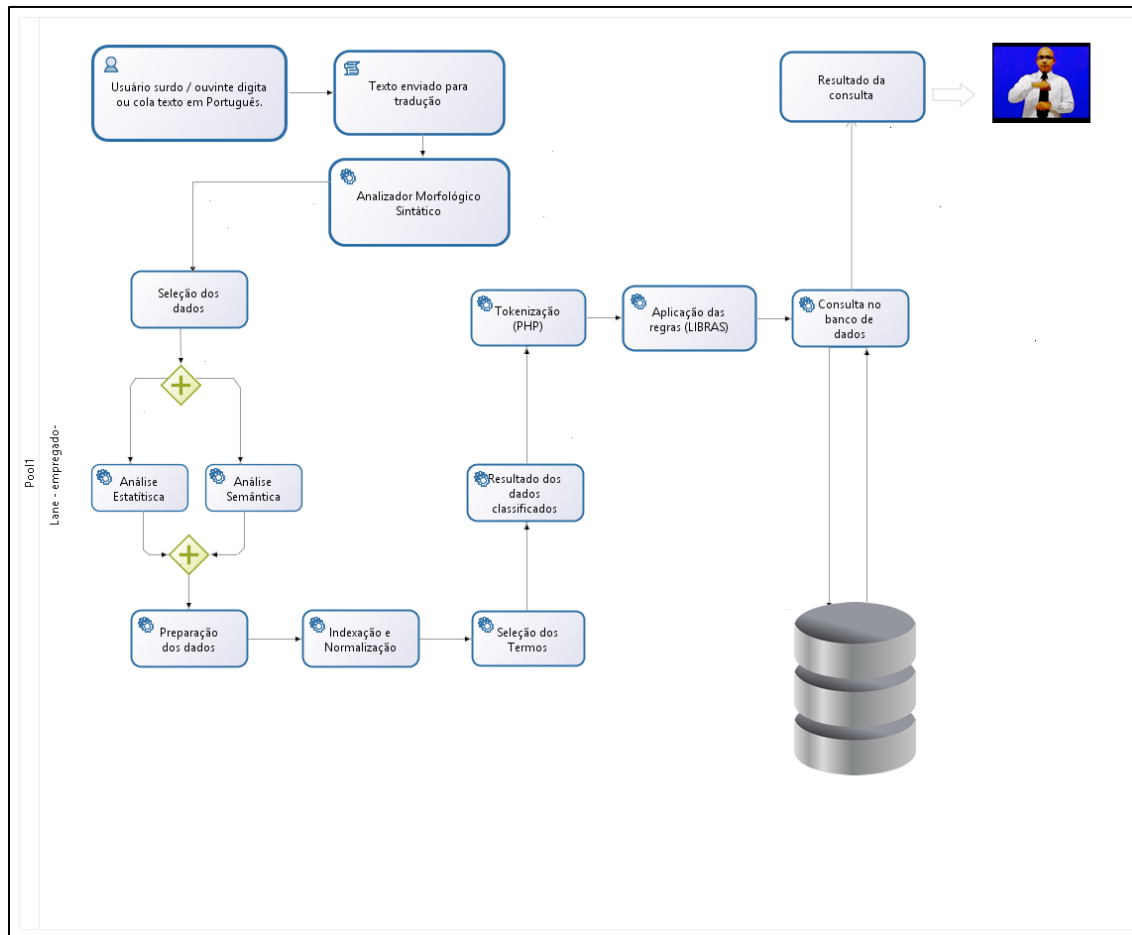 Usuário surdo / ouvinte digita
ou cola texto em Português.
Texto enviado para
tradução
Analizador Morfológico
Sintático
Seleção dos
dados
Análise
Estatítisca
Análise
Semântica
Preparação
dos dados
Indexação e
Normalização
Seleção dos
Termos
Resultado dos
dados
classificados
Tokenização
(PHP)
Aplicação das
regras (LIBRAS)
Consulta no
banco de
dados
Resultado da
consulta
Pool1
Lane - empregado-